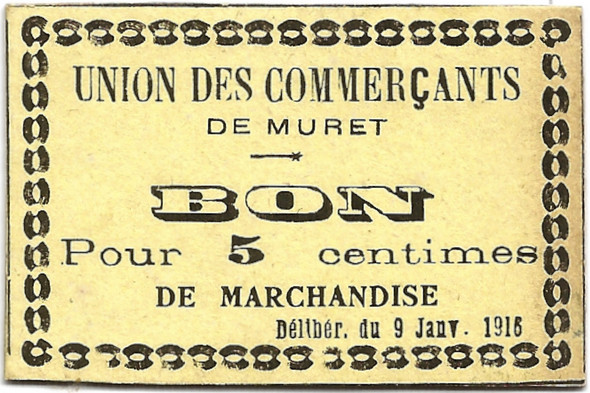 UNION DES COMMERÇANTS
DE MURET
BON
Pour 5 centimes
DE MARCHANDISE
Délibér. du 9 Janv. 1916